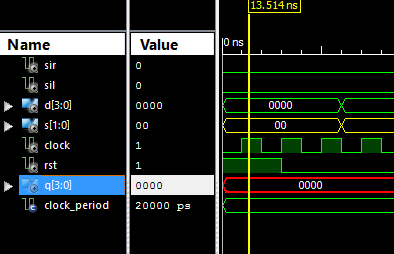 13.514 ns
0 ns
Name Value
sir 0
sil 0
d[3:0] 0000 0000
s[1:0] 00 00
clock 1
rst 1
q[3:0] 0000 0000
clock_period 20000 ps